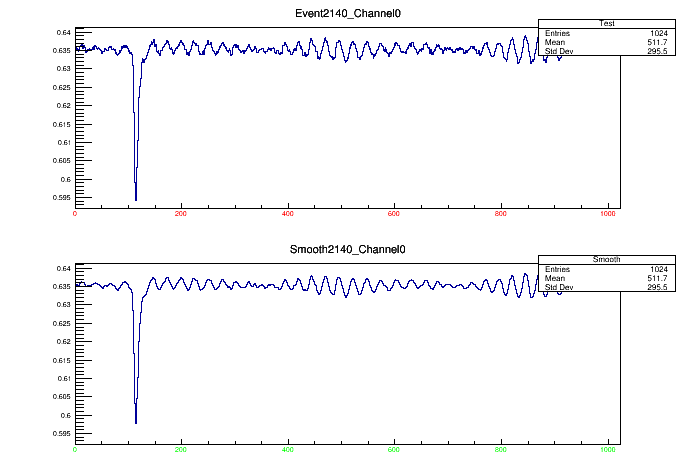 Event2140_Channel0
Test
Entries 1024
Mean 511.7
Std Dev 295.5
0.64
0.635
0.63
0.625
0.62
0.615
0.61
0.605
0.6
0.595
0 200 400 600 800 1000
Smooth2140_Channel0
Smooth
Entries 1024
Mean 511.7
Std Dev 295.5
0.64
0.635
0.63
0.625
0.62
0.615
0.61
0.605
0.6
0.595
0 200 400 600 800 1000